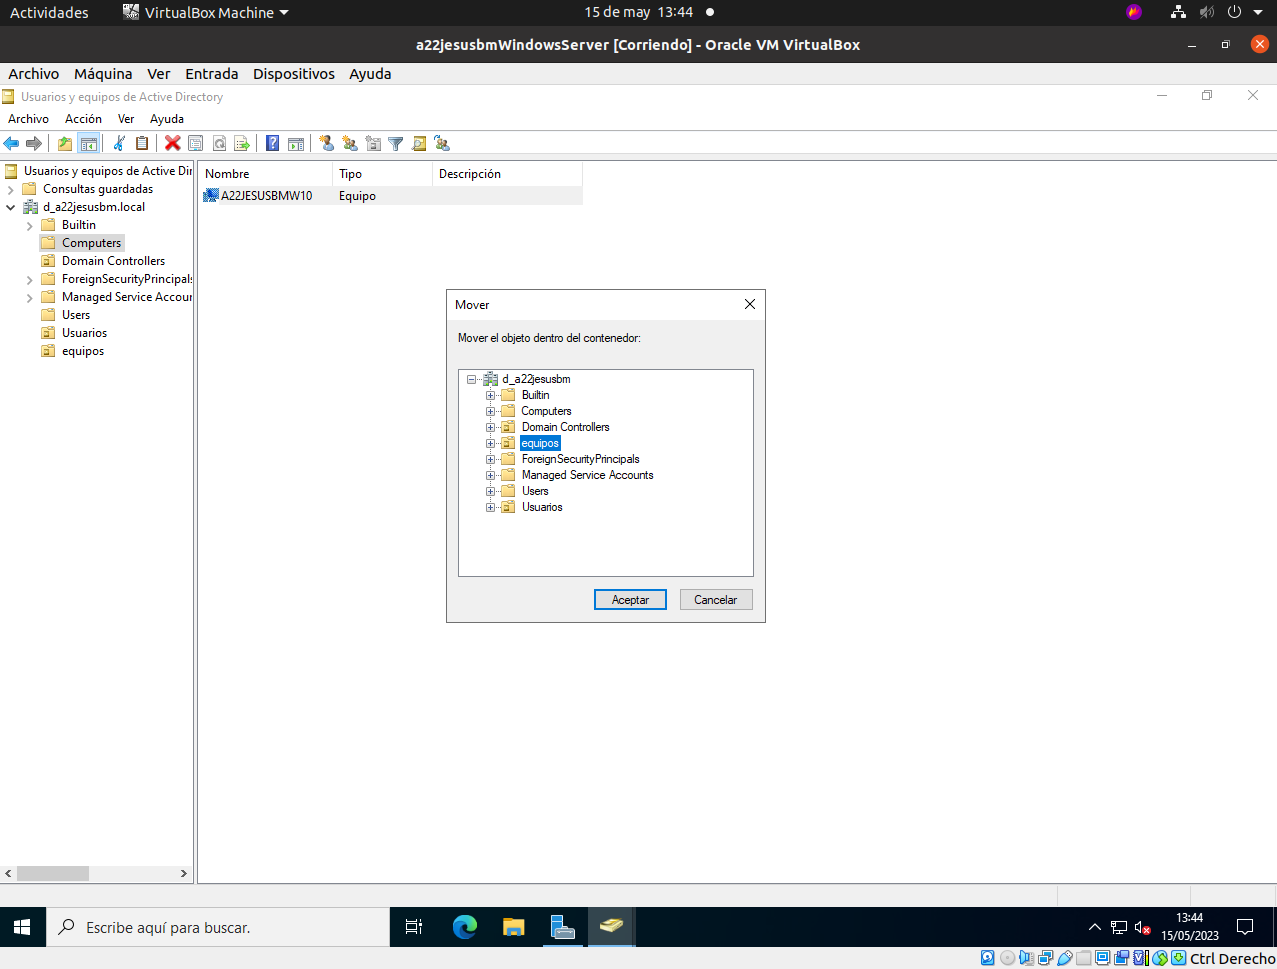 Actividades
VirtualBox Machine
15 de may 13:44
a22jesusbmWindowsServer [Corriendo] - Oracle VM VirtualBox
Archivo Máquina Ver Entrada Dispositivos Ayuda
Usuarios y equipos de Active Directory
Archivo Acción Ver Ayuda
Usuarios y equipos de Active Dir
Consultas guardadas
d_a22jesusbm.local
Builtin
Computers
Domain Controllers
ForeignSecurityPrincipals
Managed Service Accour
Users
Usuarios
equipos
Nombre Tipo Descripción
A22JESUSBMW10 Equipo
Mover
Mover el objeto dentro del contenedor:
d_a22jesusbm
Builtin
Computers
Domain Controllers
equipos
ForeignSecurityPrincipals
Managed Service Accounts
Users
Usuarios
Aceptar Cancelar
Escribe aquí para buscar.
13:44
15/05/2023
Ctrl Derecho